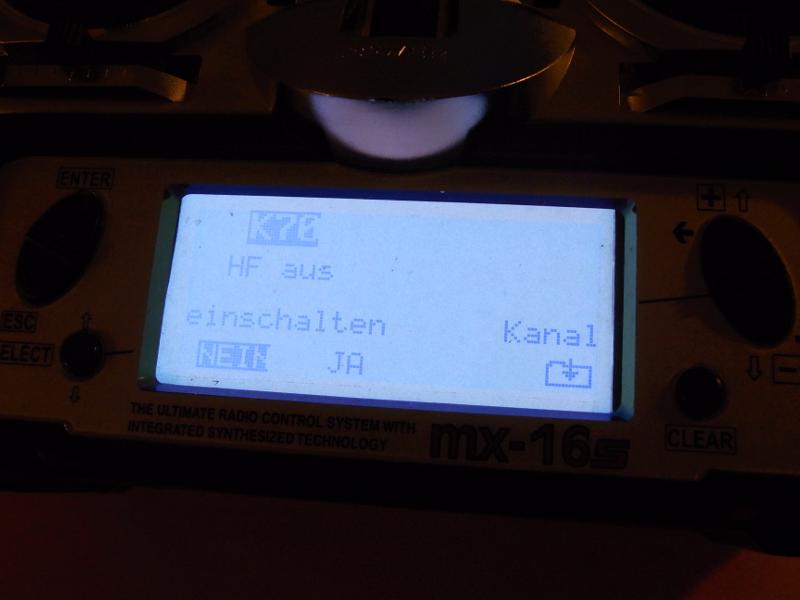 ENTER
K70
HF aus
einschalten
Kanal
NEIN JA
ESC
SELECT
CLEAR
THE ULTIMATE RADIO CONTROL SYSTEM WITH
INTEGRATED SYNTHESIZED TECHNOLOGY
mx-16s